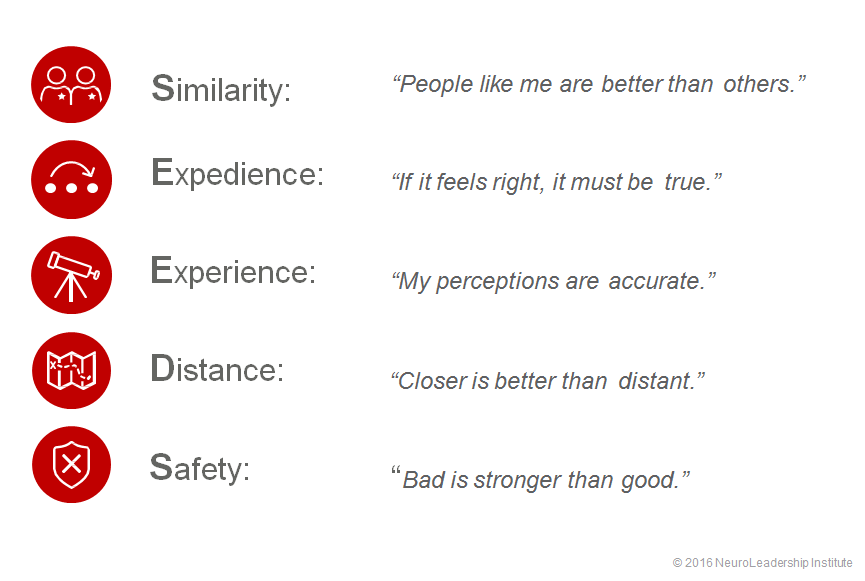 Similarity: “People like me are better than others.”
Expedience: “If it feels right, it must be true.”
Experience: “My perceptions are accurate.”
Distance: “Closer is better than distant.”
Safety: “Bad is stronger than good.”
© 2016 NeuroLeadership Institute